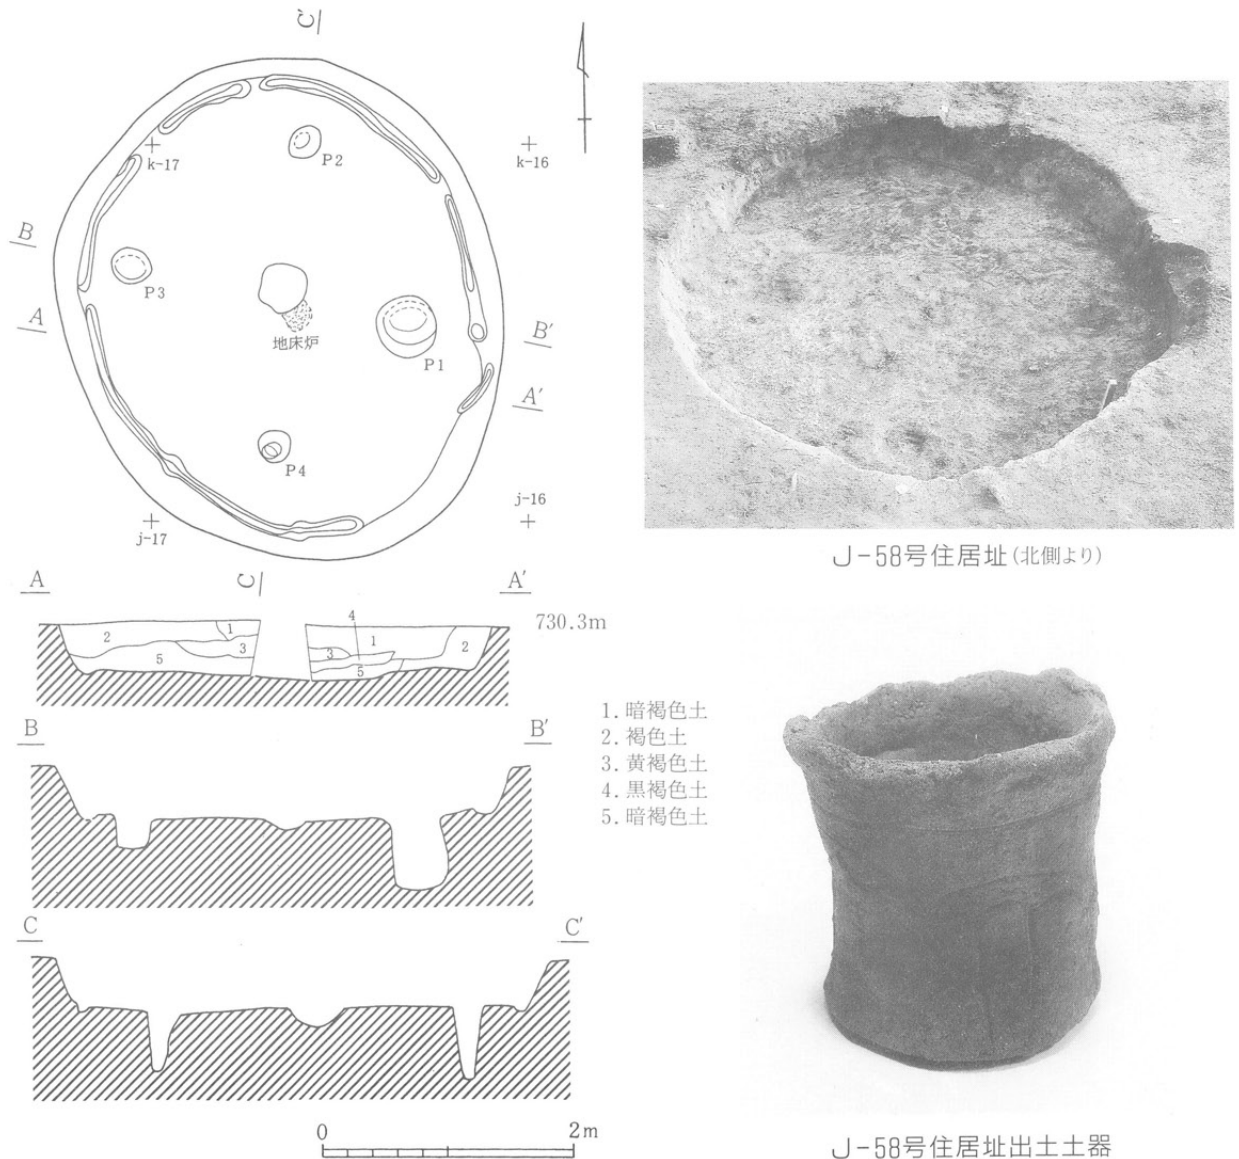 C′
k-17
k-16
P2
B
P3
A
地床炉
P1
B′
A′
P4
j-17
j-16
C
A
A′
730.3m
4
2
1
3
5
1
3
5
2
1. 暗褐色土
2. 褐色土
3. 黄褐色土
4. 黒褐色土
5. 暗褐色土
B
B′
C
C′
0
2m
J-58号住居址(北側より)
J-58号住居址出土土器